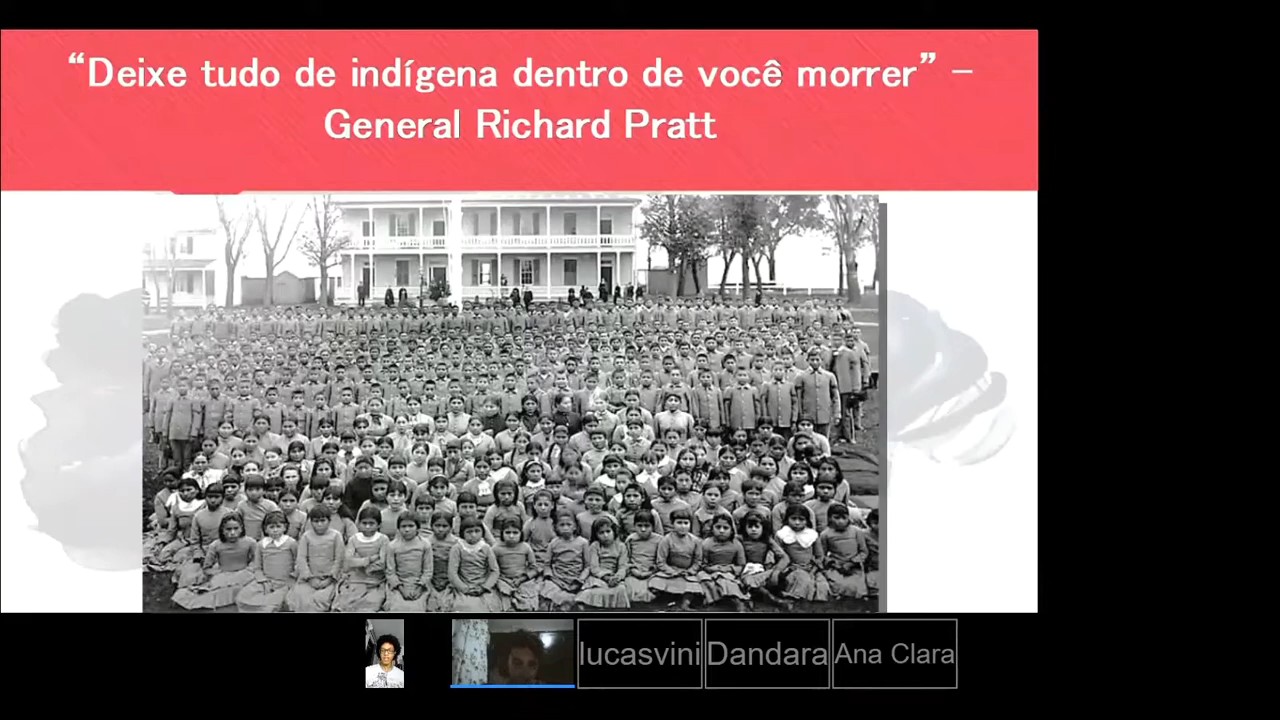 “Deixe tudo de indígena dentro de você morrer” –
General Richard Pratt
lucasvini
Dandara
Ana Clara